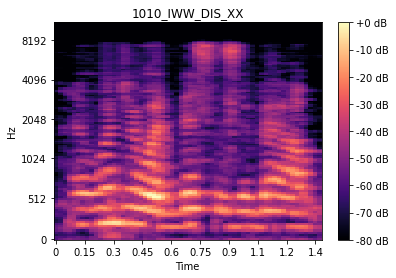 1010_IWW_DIS_XX
8192
4096
2048
1024
512
0
Hz
0 0.15 0.3 0.45 0.6 0.75 0.9 1.1 1.2 1.4
Time
+0 dB
-10 dB
-20 dB
-30 dB
-40 dB
-50 dB
-60 dB
-70 dB
-80 dB